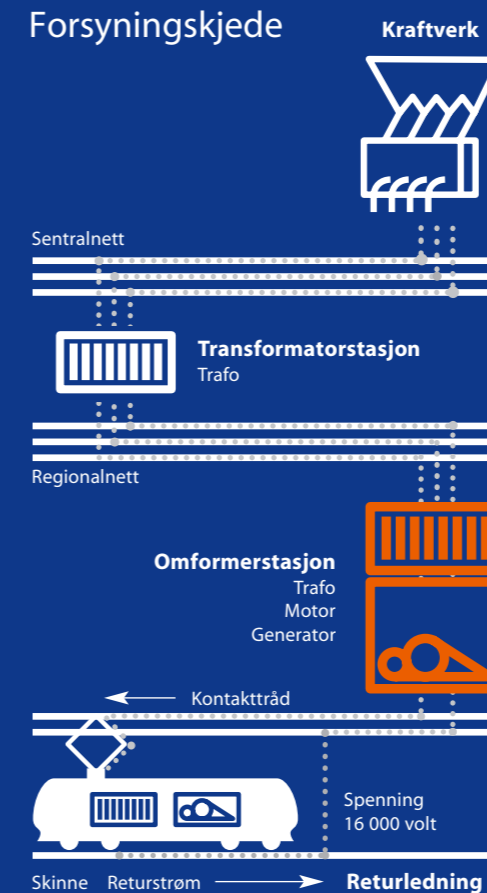 Forsyningskjede
Kraftverk
Sentralnett
Transformatorstasjon
Trafo
Regionalnett
Omformerstasjon
Trafo
Motor
Generator
Kontakttråd
Spenning
16 000 volt
Skinne Returstrøm Returledning